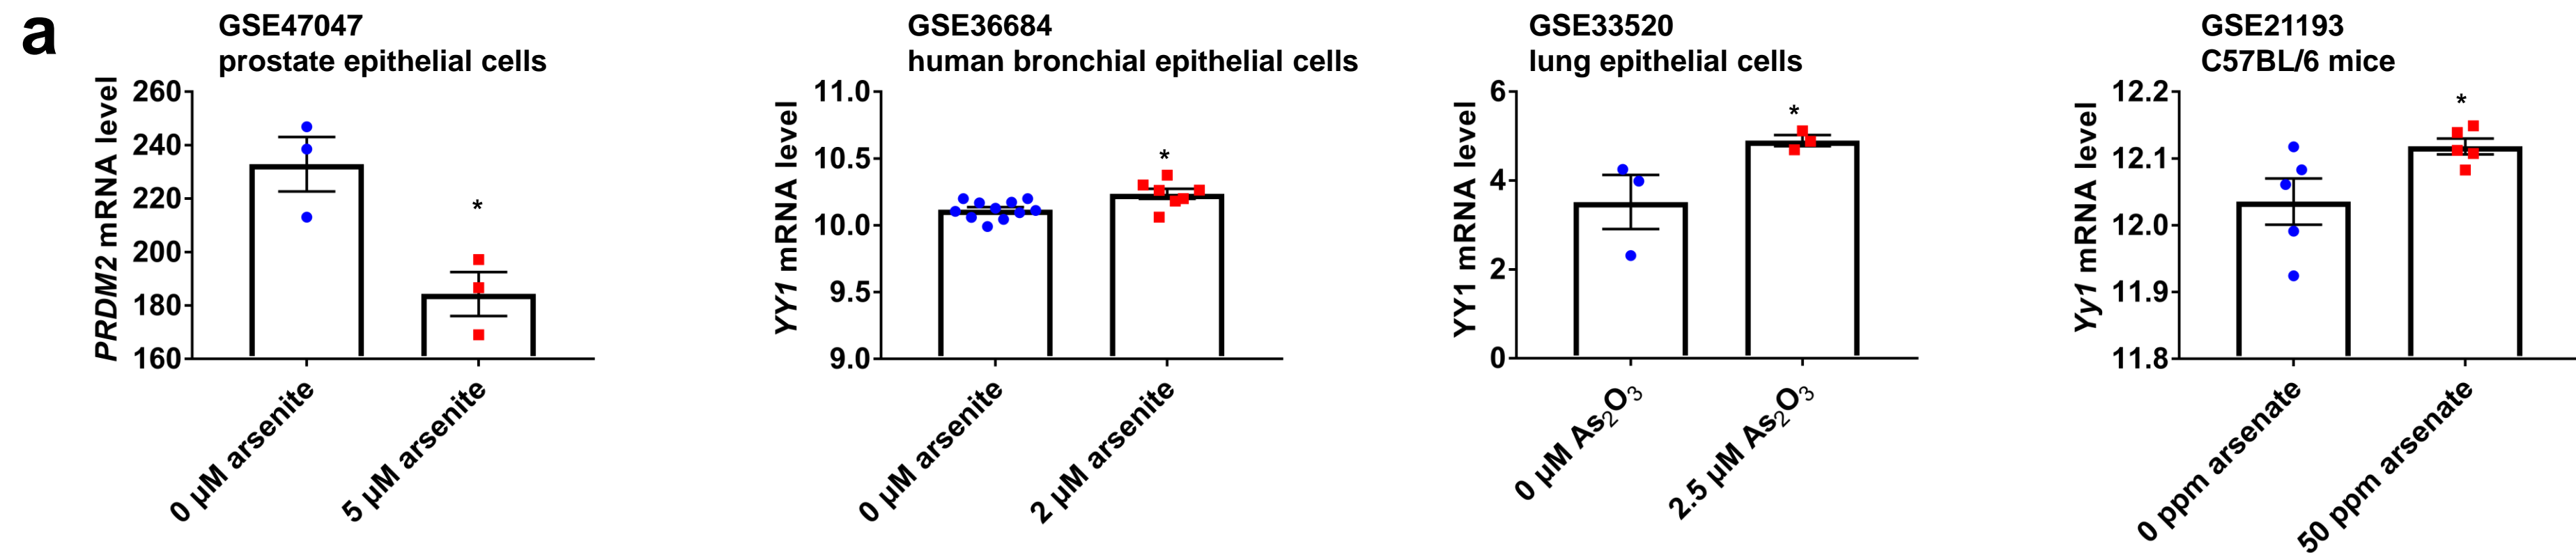 a
GSE47047
prostate epithelial cells
PRDM2 mRNA level
260
240
220
200
180
160
*
0 µM arsenite
5 µM arsenite
GSE36684
human bronchial epithelial cells
YY1 mRNA level
11.0
10.5
10.0
9.5
9.0
*
0 µM arsenite
2 µM arsenite
GSE33520
lung epithelial cells
YY1 mRNA level
6
4
2
0
*
0 µM As₂O₃
2.5 µM As₂O₃
GSE21193
C57BL/6 mice
Yy1 mRNA level
12.2
12.1
12.0
11.9
11.8
*
0 ppm arsenate
50 ppm arsenate